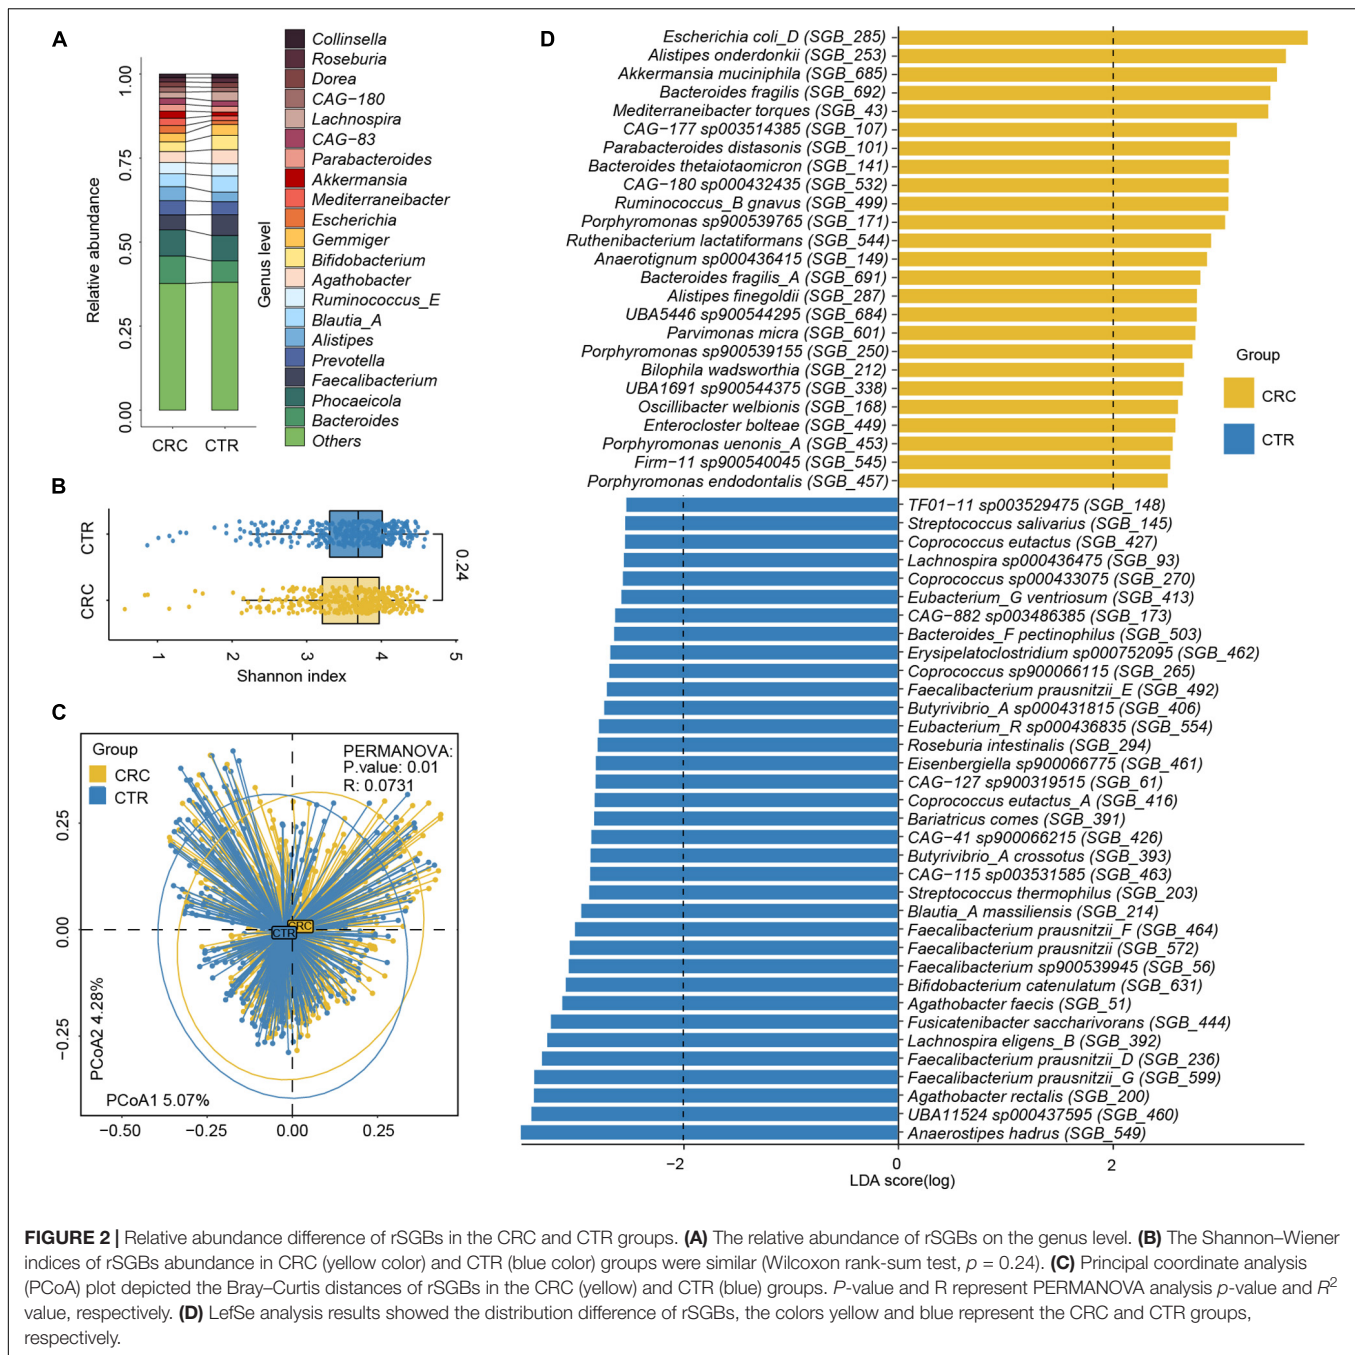 A
1.00
0.75
0.50
0.25
0.00
Relative abundance
CRC
CTR
Genus level
Collinsella
Roseburia
Dorea
CAG−180
Lachnospira
CAG−83
Parabacteroides
Akkermansia
Mediterraneibacter
Escherichia
Gemmiger
Bifidobacterium
Agathobacter
Ruminococcus_E
Blautia_A
Alistipes
Prevotella
Faecalibacterium
Phocaeicola
Bacteroides
Others
B
CTR
CRC
0.24
1 2 3 4 5
Shannon index
C
Group
CRC
CTR
PERMANOVA:
P.value: 0.01
R: 0.0731
0.25
0.00
−0.25
PCoA2 4.28%
CRC
CTR
PCoA1 5.07%
−0.50 −0.25 0.00 0.25
D
Escherichia coli_D (SGB_285)
Alistipes onderdonkii (SGB_253)
Akkermansia muciniphila (SGB_685)
Bacteroides fragilis (SGB_692)
Mediterraneibacter torques (SGB_43)
CAG−177 sp003514385 (SGB_107)
Parabacteroides distasonis (SGB_101)
Bacteroides thetaiotaomicron (SGB_141)
CAG−180 sp000432435 (SGB_532)
Ruminococcus_B gnavus (SGB_499)
Porphyromonas sp900539765 (SGB_171)
Ruthenibacterium lactatiformans (SGB_544)
Anaerotignum sp000436415 (SGB_149)
Bacteroides fragilis_A (SGB_691)
Alistipes finegoldii (SGB_287)
UBA5446 sp900544295 (SGB_684)
Parvimonas micra (SGB_601)
Porphyromonas sp900539155 (SGB_250)
Bilophila wadsworthia (SGB_212)
UBA1691 sp900544375 (SGB_338)
Oscillibacter welbionis (SGB_168)
Enterocloster bolteae (SGB_449)
Porphyromonas uenonis_A (SGB_453)
Firm−11 sp900540045 (SGB_545)
Porphyromonas endodontalis (SGB_457)
Group
CRC
CTR
TF01−11 sp003529475 (SGB_148)
Streptococcus salivarius (SGB_145)
Coprococcus eutactus (SGB_427)
Lachnospira sp000436475 (SGB_93)
Coprococcus sp000433075 (SGB_270)
Eubacterium_G ventriosum (SGB_413)
CAG−882 sp003486385 (SGB_173)
Bacteroides_F pectinophilus (SGB_503)
Erysipelatoclostridium sp000752095 (SGB_462)
Coprococcus sp900066115 (SGB_265)
Faecalibacterium prausnitzii_E (SGB_492)
Butyrivibrio_A sp000431815 (SGB_406)
Eubacterium_R sp000436835 (SGB_554)
Roseburia intestinalis (SGB_294)
Eisenbergiella sp900066775 (SGB_461)
CAG−127 sp900319515 (SGB_61)
Coprococcus eutactus_A (SGB_416)
Bariatricus comes (SGB_391)
CAG−41 sp900066215 (SGB_426)
Butyrivibrio_A crossotus (SGB_393)
CAG−115 sp003531585 (SGB_463)
Streptococcus thermophilus (SGB_203)
Blautia_A massiliensis (SGB_214)
Faecalibacterium prausnitzii_F (SGB_464)
Faecalibacterium prausnitzii (SGB_572)
Faecalibacterium sp900539945 (SGB_56)
Bifidobacterium catenulatum (SGB_631)
Agathobacter faecis (SGB_51)
Fusicatenibacter saccharivorans (SGB_444)
Lachnospira eligens_B (SGB_392)
Faecalibacterium prausnitzii_D (SGB_236)
Faecalibacterium prausnitzii_G (SGB_599)
Agathobacter rectalis (SGB_200)
UBA11524 sp000437595 (SGB_460)
Anaerostipes hadrus (SGB_549)
−2 0 2
LDA score(log)
FIGURE 2 | Relative abundance difference of rSGBs in the CRC and CTR groups. (A) The relative abundance of rSGBs on the genus level. (B) The Shannon–Wiener
indices of rSGBs abundance in CRC (yellow color) and CTR (blue color) groups were similar (Wilcoxon rank-sum test, p = 0.24). (C) Principal coordinate analysis
(PCoA) plot depicted the Bray–Curtis distances of rSGBs in the CRC (yellow) and CTR (blue) groups. P-value and R represent PERMANOVA analysis p-value and R²
value, respectively. (D) LefSe analysis results showed the distribution difference of rSGBs, the colors yellow and blue represent the CRC and CTR groups,
respectively.